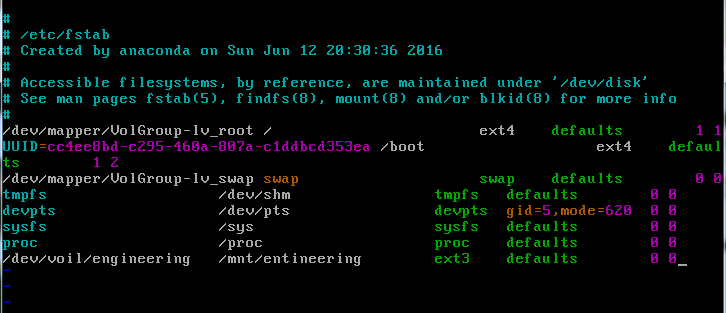 #
# /etc/fstab
# Created by anaconda on Sun Jun 12 20:30:36 2016
#
# Accessible filesystems, by reference, are maintained under '/dev/disk'
# See man pages fstab(5), findfs(8), mount(8) and/or blkid(8) for more info
#
/dev/mapper/VolGroup-lv_root / ext4 defaults 1 1
UUID=cc4ee8bd-c295-460a-807a-c1ddbcd353ea /boot ext4 defaul
ts 1 2
/dev/mapper/VolGroup-lv_swap swap swap defaults 0 0
tmpfs /dev/shm tmpfs defaults 0 0
devpts /dev/pts devpts gid=5,mode=620 0 0
sysfs /sys sysfs defaults 0 0
proc /proc proc defaults 0 0
/dev/voil/engineering /mnt/entineering ext3 defaults 0 0
~
~
~